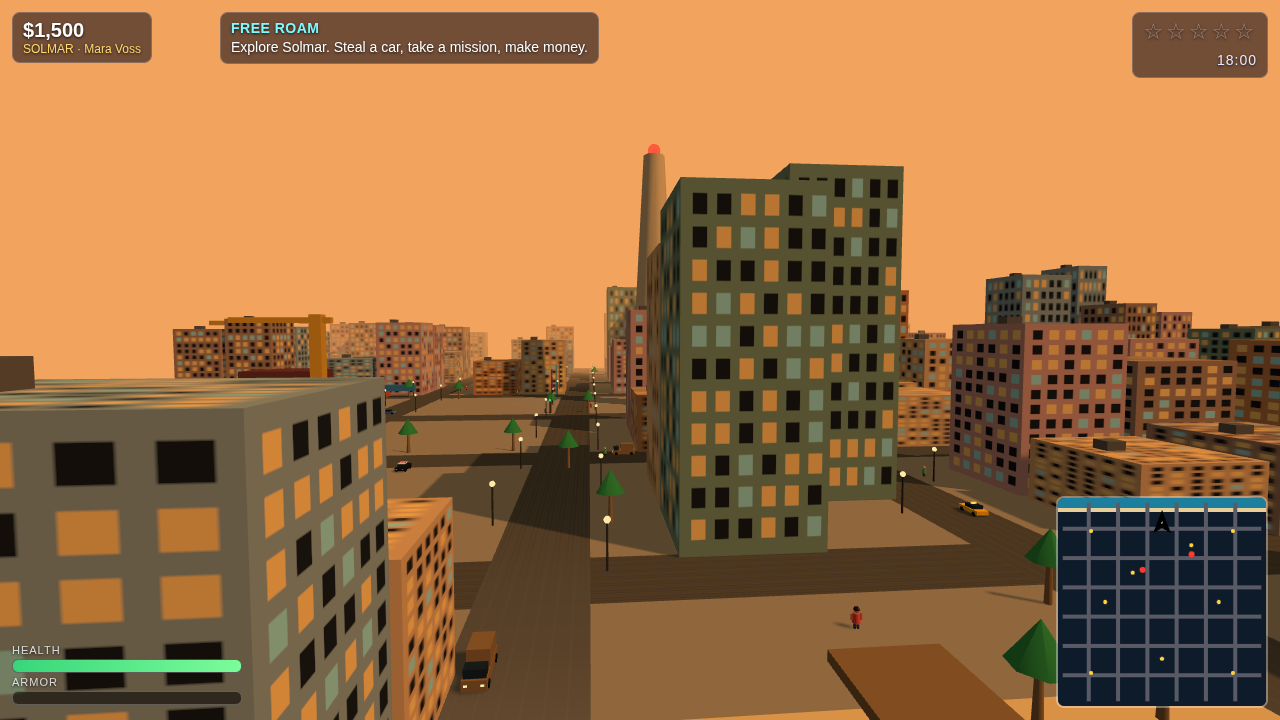 $1,500
SOLMAR · Mara Voss
FREE ROAM
Explore Solmar. Steal a car, take a mission, make money.
☆☆☆☆☆
18:00
HEALTH
ARMOR